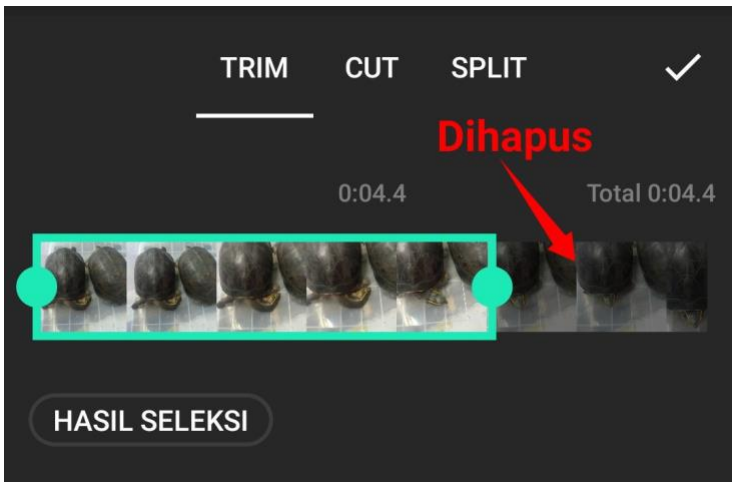 TRIM CUT SPLIT
Dihapus
0:04.4 Total 0:04.4
HASIL SELEKSI